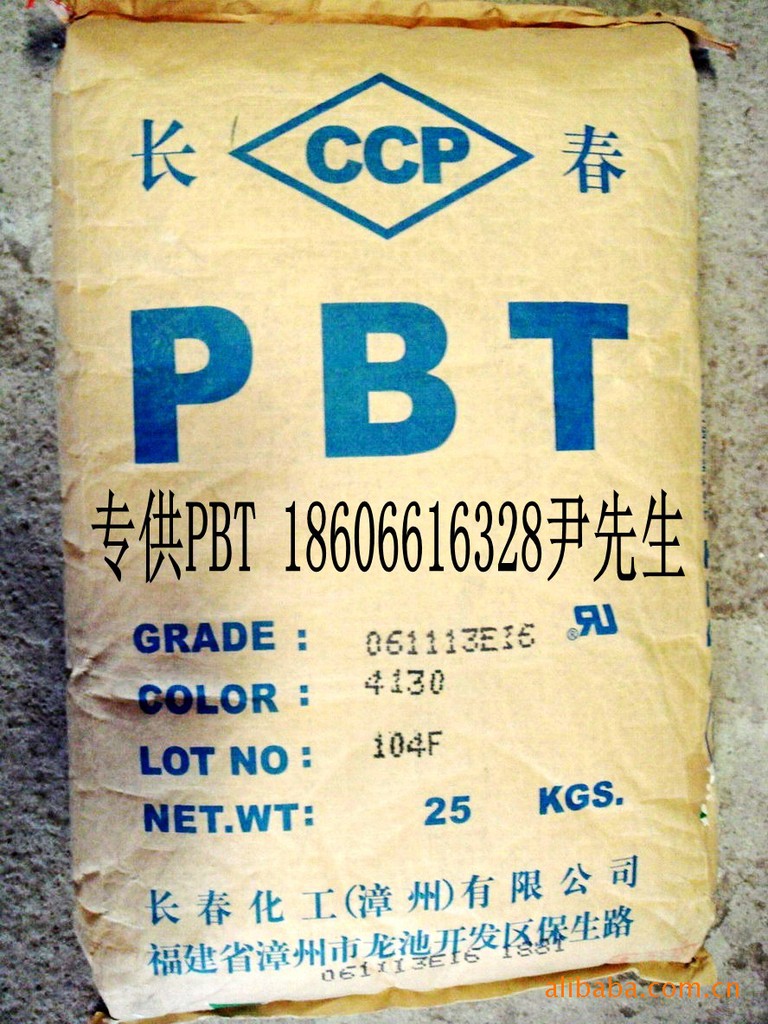 长 CCP 春
PBT
专供PBT 18606616328尹先生
GRADE : 061113E16 ®RU
COLOR : 4130
LOT NO : 104F
NET.WT: 25 KGS.
长春化工(漳州)有限公司
福建省漳州市龙池开发区保生路
061113E16 1881
alibaba.com.cn